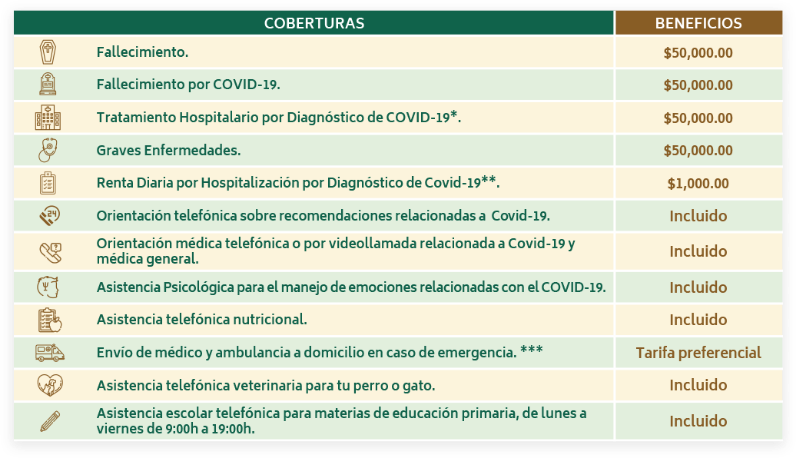 COBERTURAS BENEFICIOS
Fallecimiento. $50,000.00
Fallecimiento por COVID-19. $50,000.00
Tratamiento Hospitalario por Diagnóstico de COVID-19*. $50,000.00
Graves Enfermedades. $50,000.00
Renta Diaria por Hospitalización por Diagnóstico de Covid-19**. $1,000.00
24
Orientación telefónica sobre recomendaciones relacionadas a Covid-19. Incluido
Orientación médica telefónica o por videollamada relacionada a Covid-19 y
médica general. Incluido
Asistencia Psicológica para el manejo de emociones relacionadas con el COVID-19. Incluido
Asistencia telefónica nutricional. Incluido
Envío de médico y ambulancia a domicilio en caso de emergencia. *** Tarifa preferencial
Asistencia telefónica veterinaria para tu perro o gato. Incluido
Asistencia escolar telefónica para materias de educación primaria, de lunes a
viernes de 9:00h a 19:00h. Incluido